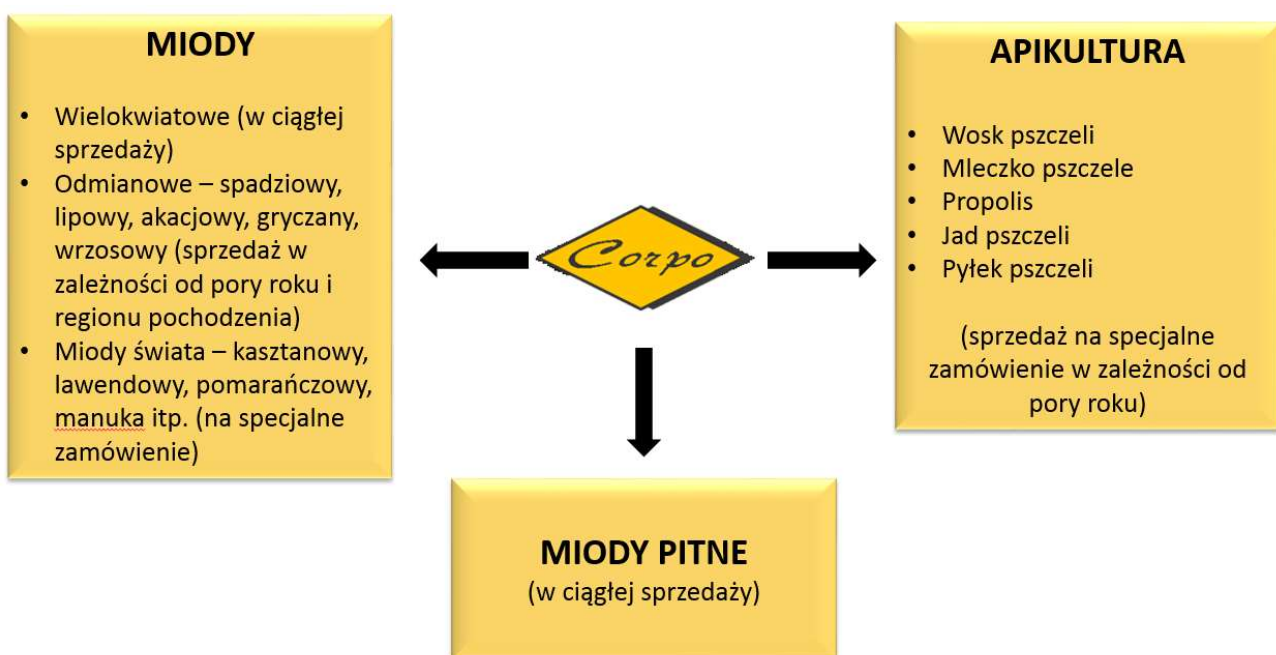 MIODY
• Wielokwiatowe (w ciągłej
sprzedaży)
• Odmianowe – spadziowy,
lipowy, akacjowy, gryczany,
wrzosowy (sprzedaż w
zależności od pory roku i
regionu pochodzenia)
• Miody świata – kasztanowy,
lawendowy, pomarańczowy,
manuka itp. (na specjalne
zamówienie)
Corpo
APIKULTURA
• Wosk pszczeli
• Mleczko pszczele
• Propolis
• Jad pszczeli
• Pyłek pszczeli
(sprzedaż na specjalne
zamówienie w zależności od
pory roku)
MIODY PITNE
(w ciągłej sprzedaży)